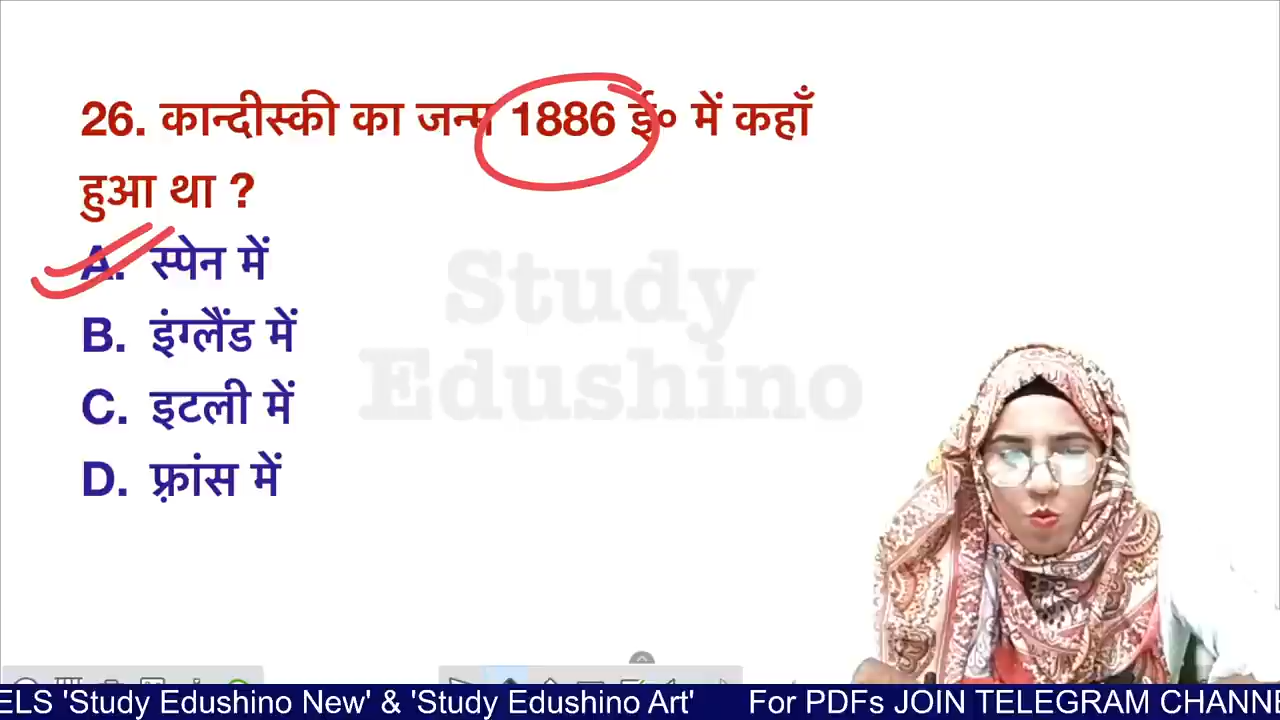 26. कान्दीस्की का जन्म 1886 ई० में कहाँ
हुआ था ?
A. स्पेन में
B. इंग्लैंड में
C. इटली में
D. फ़्रांस में
Study
Edushino
ELS 'Study Edushino New' & 'Study Edushino Art' For PDFs JOIN TELEGRAM CHANNE